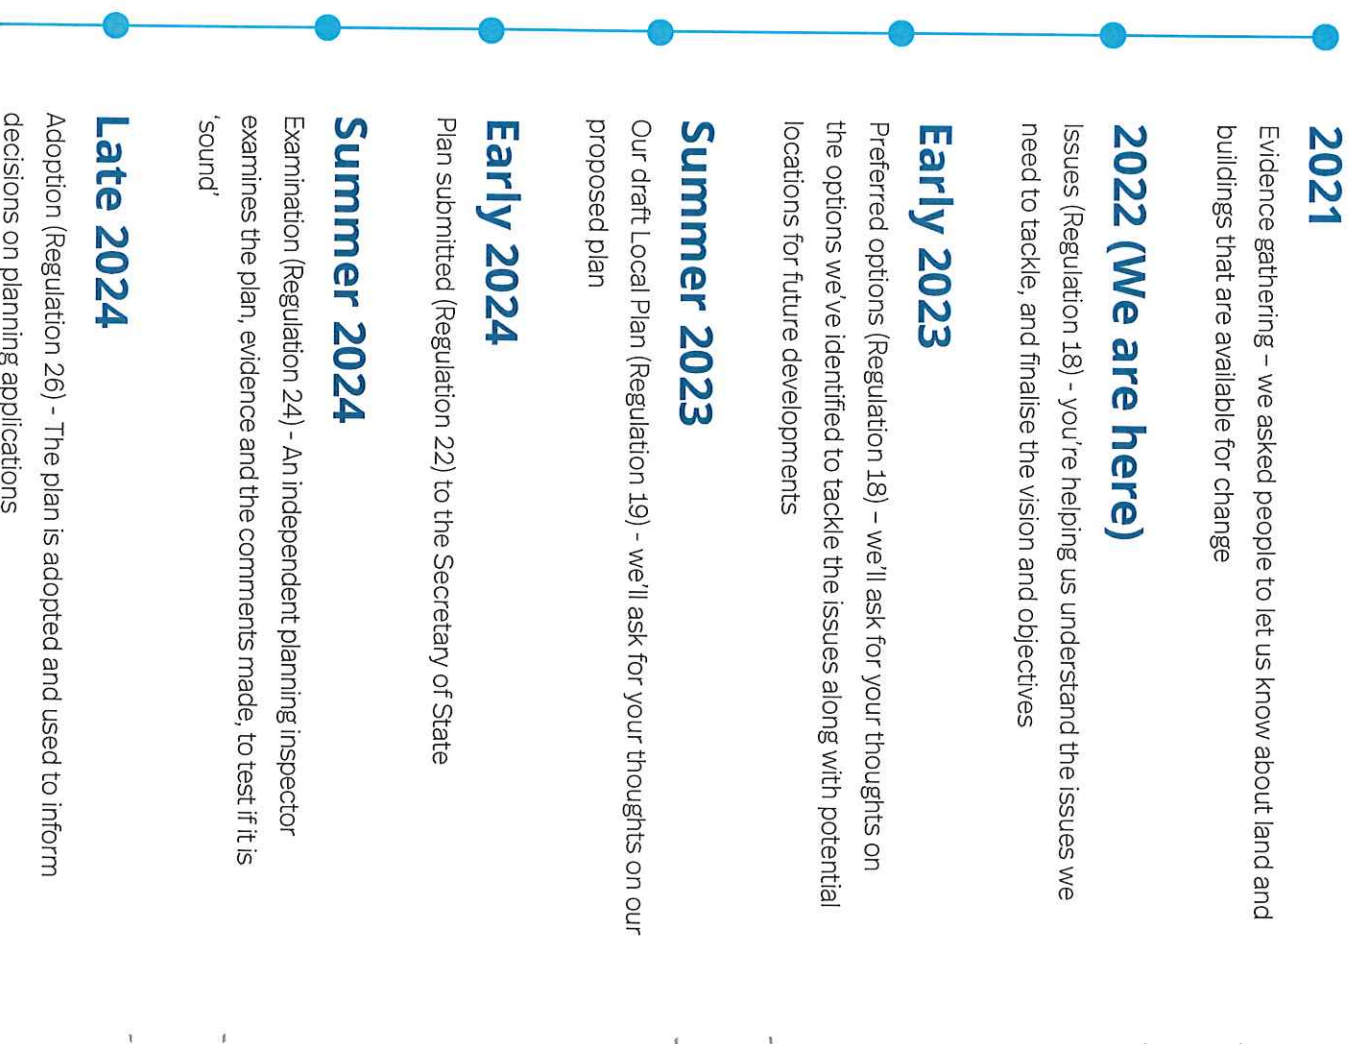 2021
Evidence gathering – we asked people to let us know about land and
buildings that are available for change
2022 (We are here)
Issues (Regulation 18) - you're helping us understand the issues we
need to tackle, and finalise the vision and objectives
Early 2023
Preferred options (Regulation 18) – we'll ask for your thoughts on
the options we've identified to tackle the issues along with potential
locations for future developments
Summer 2023
Our draft Local Plan (Regulation 19) - we'll ask for your thoughts on our
proposed plan
Early 2024
Plan submitted (Regulation 22) to the Secretary of State
Summer 2024
Examination (Regulation 24) - An independent planning inspector
examines the plan, evidence and the comments made, to test if it is
‘sound’
Late 2024
Adoption (Regulation 26) - The plan is adopted and used to inform
decisions on planning applications